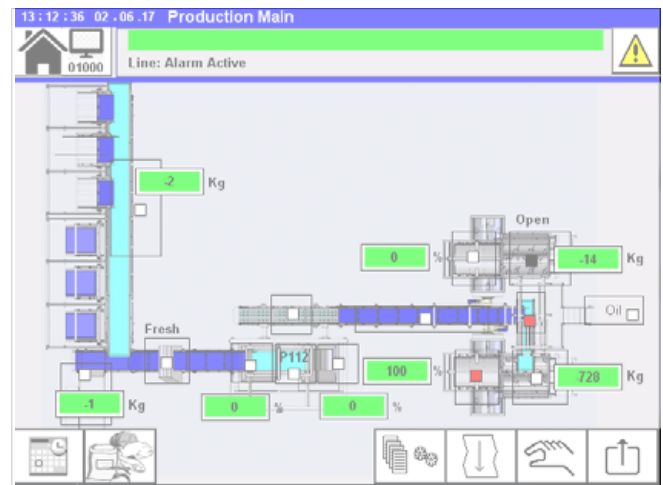 13:12:36 02.06.17 Production Main
01000
Line: Alarm Active
-2 Kg
Open
0 %
-14 Kg
Oil
Fresh
P112
100 %
-728 Kg
-1 Kg
0 %
0 %